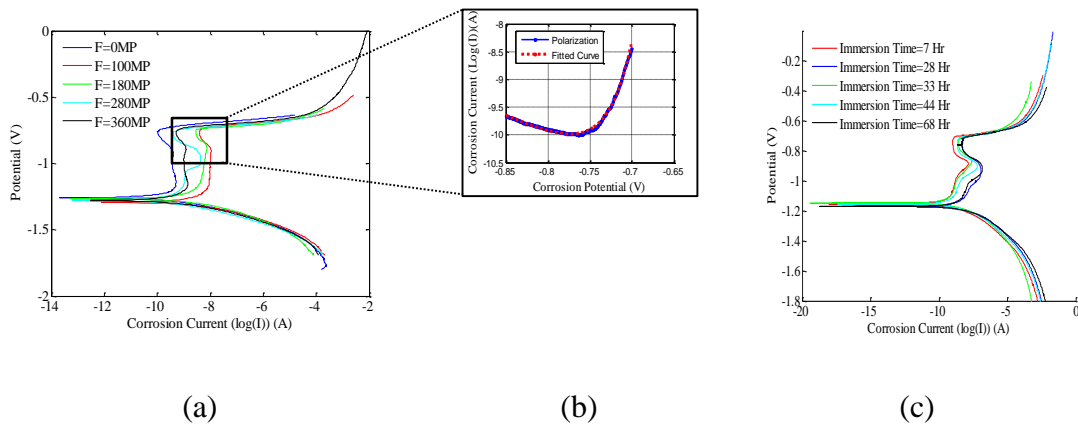 0
-0.5
-1
-1.5
-2
Potential (V)
F=0MP
F=100MP
F=180MP
F=280MP
F=360MP
-14 -12 -10 -8 -6 -4 -2
Corrosion Current (log(I)) (A)
-8
-8.5
-9
-9.5
-10
-10.5
Corrosion Current (Log(I))(A)
Polarization
Fitted Curve
-0.85 -0.8 -0.75 -0.7 -0.65
Corrosion Potential (V)
-0.2
-0.4
-0.6
-0.8
-1
-1.2
-1.4
-1.6
-1.8
Potential (V)
Immersion Time=7 Hr
Immersion Time=28 Hr
Immersion Time=33 Hr
Immersion Time=44 Hr
Immersion Time=68 Hr
-20 -15 -10 -5 0
Corrosion Current (log(I)) (A)
(a) (b) (c)